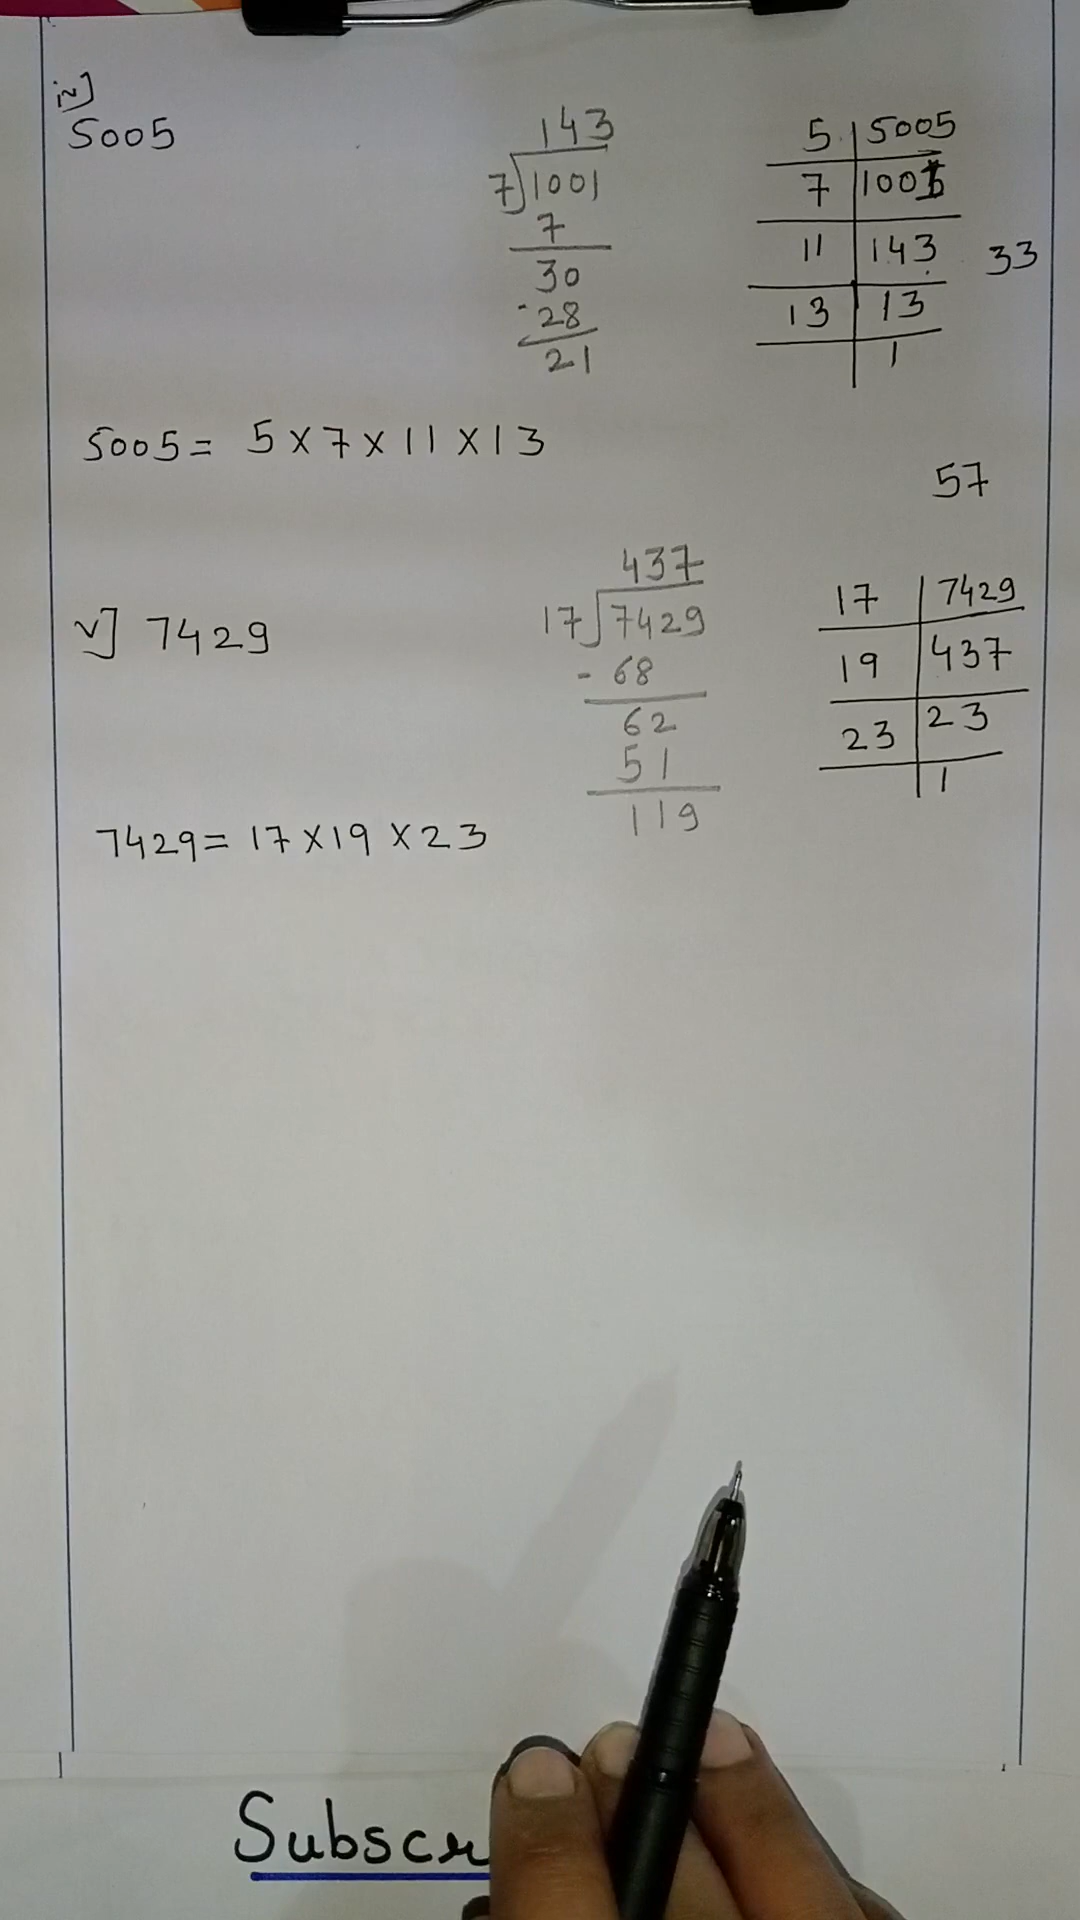 iv]
5005
143
7)1001
7
30
-28
21
5 | 5005
7 | 1001
11 | 143
13 | 13
1
33
5005 = 5 × 7 × 11 × 13
57
v] 7429
437
17)7429
- 68
62
51
119
17 | 7429
19 | 437
23 | 23
1
7429 = 17 × 19 × 23
Subscr